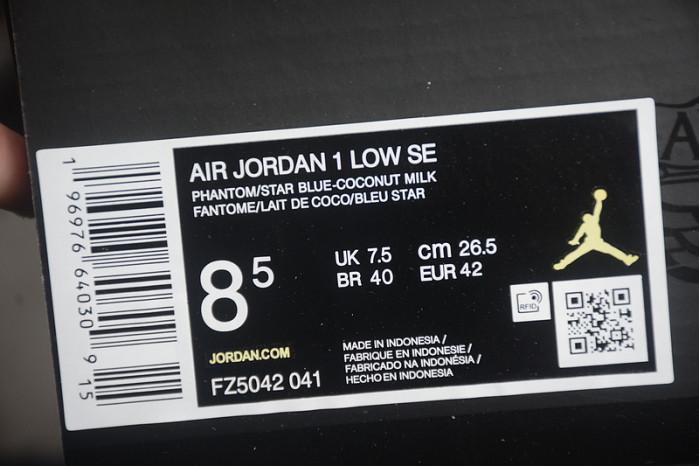 AIR JORDAN 1 LOW SE
PHANTOM/STAR BLUE-COCONUT MILK
FANTOME/LAIT DE COCO/BLEU STAR
8 5
UK 7.5 cm 26.5
BR 40 EUR 42
RFID
JORDAN.COM
FZ5042 041
MADE IN INDONESIA /
FABRIQUE EN INDONESIE /
FABRICADO NA INDONÉSIA /
HECHO EN INDONESIA
1 96976 64030 9 15
A